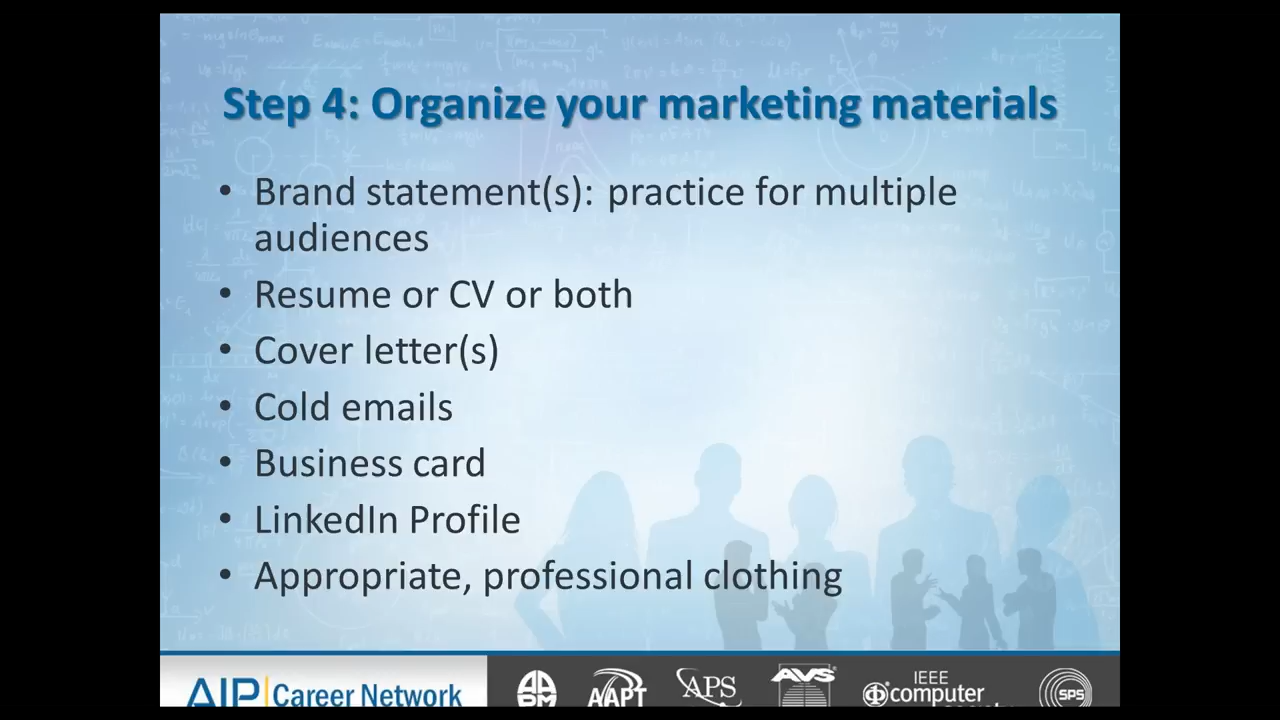 Step 4: Organize your marketing materials
• Brand statement(s): practice for multiple
audiences
• Resume or CV or both
• Cover letter(s)
• Cold emails
• Business card
• LinkedIn Profile
• Appropriate, professional clothing
AIP | Career Network
AAPT
APS
AVS
IEEE
computer
society
SPS